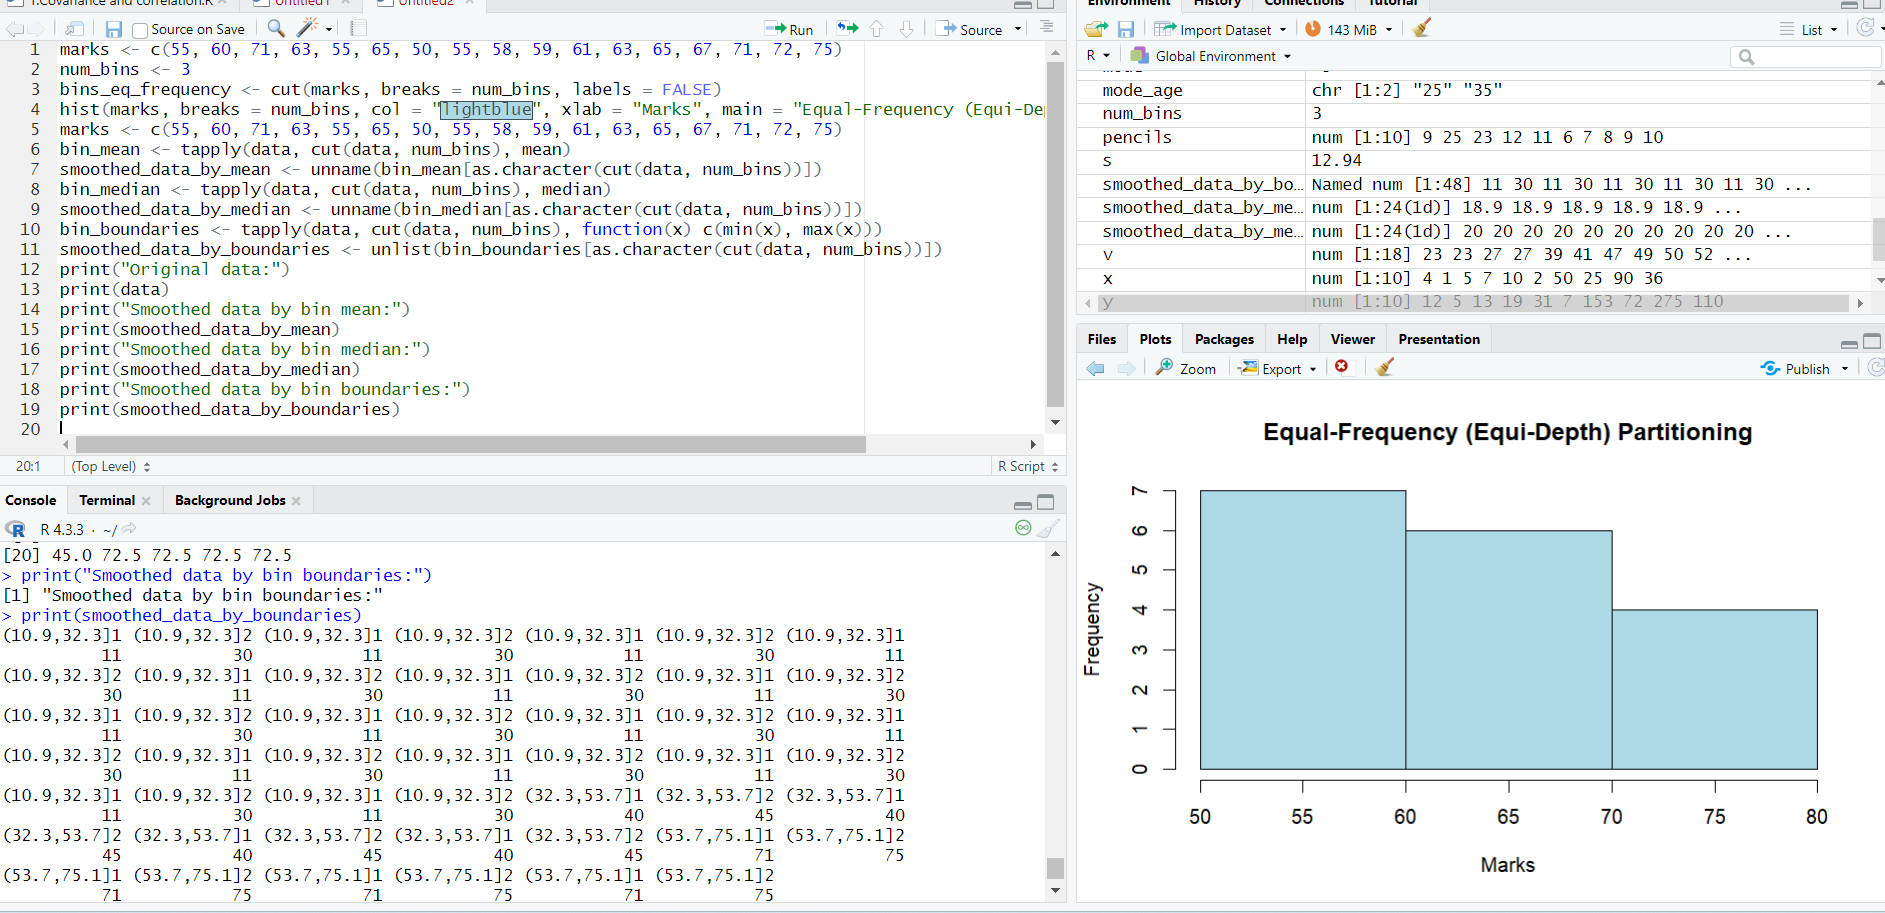 1.Covariance and correlation.R × Untitled1 × Untitled2 ×
Source on Save Run Source
1 marks <- c(55, 60, 71, 63, 55, 65, 50, 55, 58, 59, 61, 63, 65, 67, 71, 72, 75)
2 num_bins <- 3
3 bins_eq_frequency <- cut(marks, breaks = num_bins, labels = FALSE)
4 hist(marks, breaks = num_bins, col = "lightblue", xlab = "Marks", main = "Equal-Frequency (Equi-De
5 marks <- c(55, 60, 71, 63, 55, 65, 50, 55, 58, 59, 61, 63, 65, 67, 71, 72, 75)
6 bin_mean <- tapply(data, cut(data, num_bins), mean)
7 smoothed_data_by_mean <- unname(bin_mean[as.character(cut(data, num_bins))])
8 bin_median <- tapply(data, cut(data, num_bins), median)
9 smoothed_data_by_median <- unname(bin_median[as.character(cut(data, num_bins))])
10 bin_boundaries <- tapply(data, cut(data, num_bins), function(x) c(min(x), max(x)))
11 smoothed_data_by_boundaries <- unlist(bin_boundaries[as.character(cut(data, num_bins))])
12 print("Original data:")
13 print(data)
14 print("Smoothed data by bin mean:")
15 print(smoothed_data_by_mean)
16 print("Smoothed data by bin median:")
17 print(smoothed_data_by_median)
18 print("Smoothed data by bin boundaries:")
19 print(smoothed_data_by_boundaries)
20
20:1 (Top Level) R Script
Console Terminal × Background Jobs ×
R 4.3.3 · ~/
[20] 45.0 72.5 72.5 72.5 72.5
> print("Smoothed data by bin boundaries:")
[1] "Smoothed data by bin boundaries:"
> print(smoothed_data_by_boundaries)
(10.9,32.3]1 (10.9,32.3]2 (10.9,32.3]1 (10.9,32.3]2 (10.9,32.3]1 (10.9,32.3]2 (10.9,32.3]1
11 30 11 30 11 30 11
(10.9,32.3]2 (10.9,32.3]1 (10.9,32.3]2 (10.9,32.3]1 (10.9,32.3]2 (10.9,32.3]1 (10.9,32.3]2
30 11 30 11 30 11 30
(10.9,32.3]1 (10.9,32.3]2 (10.9,32.3]1 (10.9,32.3]2 (10.9,32.3]1 (10.9,32.3]2 (10.9,32.3]1
11 30 11 30 11 30 11
(10.9,32.3]2 (10.9,32.3]1 (10.9,32.3]2 (10.9,32.3]1 (10.9,32.3]2 (10.9,32.3]1 (10.9,32.3]2
30 11 30 11 30 11 30
(10.9,32.3]1 (10.9,32.3]2 (10.9,32.3]1 (10.9,32.3]2 (32.3,53.7]1 (32.3,53.7]2 (32.3,53.7]1
11 30 11 30 40 45 40
(32.3,53.7]2 (32.3,53.7]1 (32.3,53.7]2 (32.3,53.7]1 (32.3,53.7]2 (53.7,75.1]1 (53.7,75.1]2
45 40 45 40 45 71 75
(53.7,75.1]1 (53.7,75.1]2 (53.7,75.1]1 (53.7,75.1]2 (53.7,75.1]1 (53.7,75.1]2
71 75 71 75 71 75
Environment History Connections Tutorial
Import Dataset 143 MiB List
R Global Environment
mode_age chr [1:2] "25" "35"
num_bins 3
pencils num [1:10] 9 25 23 12 11 6 7 8 9 10
s 12.94
smoothed_data_by_bo... Named num [1:48] 11 30 11 30 11 30 11 30 11 30 ...
smoothed_data_by_me... num [1:24(1d)] 18.9 18.9 18.9 18.9 18.9 ...
smoothed_data_by_me... num [1:24(1d)] 20 20 20 20 20 20 20 20 20 20 ...
v num [1:18] 23 23 27 27 39 41 47 49 50 52 ...
x num [1:10] 4 1 5 7 10 2 50 25 90 36
y num [1:10] 12 5 13 19 31 7 153 72 275 110
Files Plots Packages Help Viewer Presentation
Zoom Export Publish
Equal-Frequency (Equi-Depth) Partitioning
Frequency
7
6
5
4
3
2
1
0
50 55 60 65 70 75 80
Marks